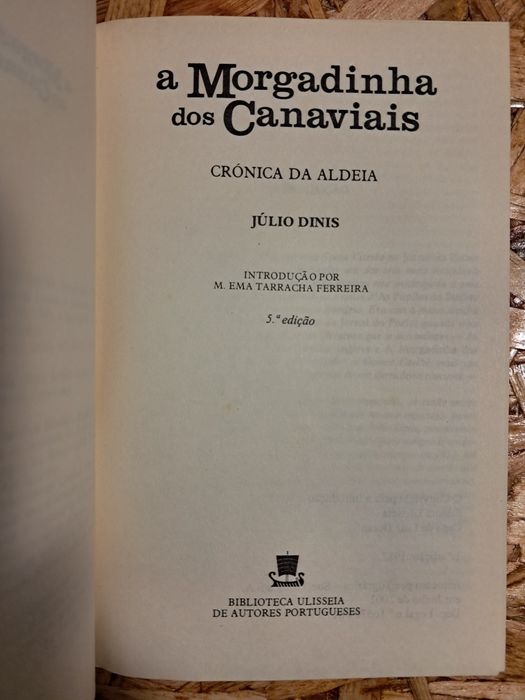 a Morgadinha
dos Canaviais
CRÓNICA DA ALDEIA
JÚLIO DINIS
INTRODUÇÃO POR
M. EMA TARRACHA FERREIRA
5.ª edição
BIBLIOTECA ULISSEIA
DE AUTORES PORTUGUESES